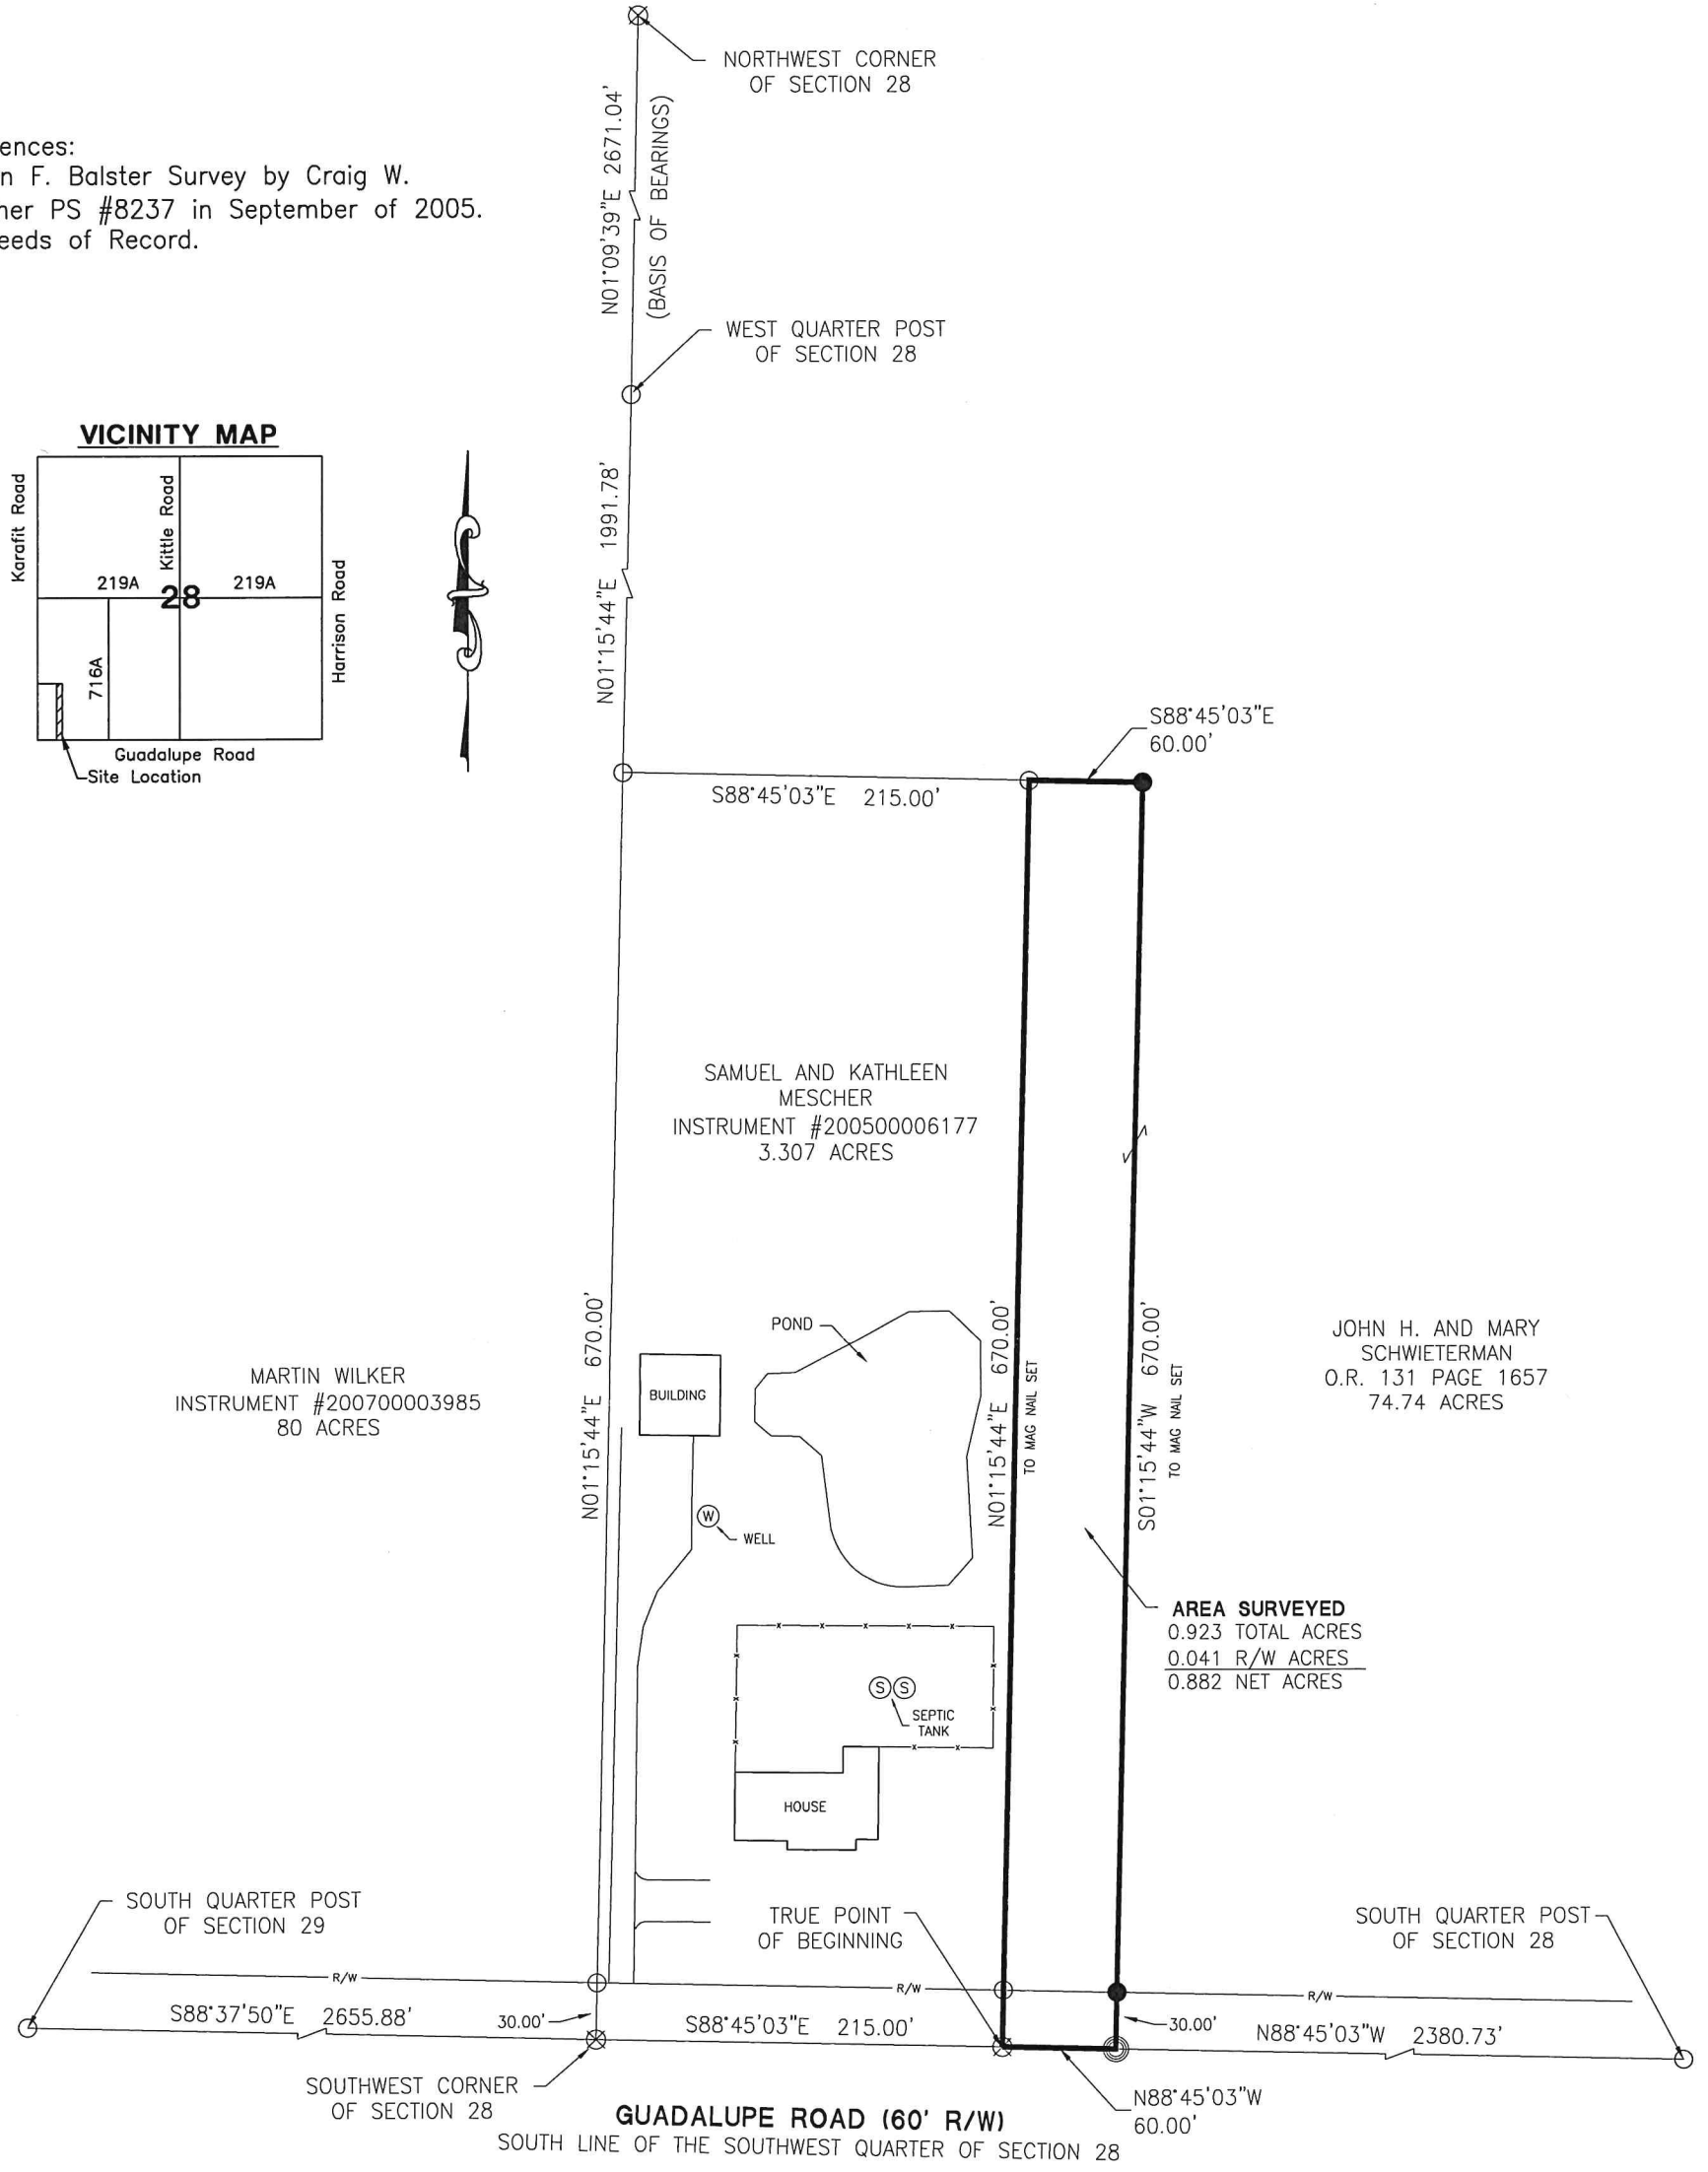 NORTHWEST CORNER
OF SECTION 28
N01°09'39"E 2671.04'
(BASIS OF BEARINGS)
ences:
n F. Balster Survey by Craig W.
ner PS #8237 in September of 2005.
eeds of Record.
WEST QUARTER POST
OF SECTION 28
VICINITY MAP
Karafit Road
Kittle Road
Harrison Road
219A
28
219A
716A
Guadalupe Road
Site Location
N01°15'44"E 1991.78'
S88°45'03"E
60.00'
S88°45'03"E 215.00'
SAMUEL AND KATHLEEN
MESCHER
INSTRUMENT #200500006177
3.307 ACRES
MARTIN WILKER
INSTRUMENT #200700003985
80 ACRES
N01°15'44"E 670.00'
BUILDING
POND
W
WELL
N01°15'44"E 670.00'
TO MAG NAIL SET
S01°15'44"W 670.00'
TO MAG NAIL SET
JOHN H. AND MARY
SCHWIETERMAN
O.R. 131 PAGE 1657
74.74 ACRES
AREA SURVEYED
0.923 TOTAL ACRES
0.041 R/W ACRES
0.882 NET ACRES
S S
SEPTIC
TANK
HOUSE
SOUTH QUARTER POST
OF SECTION 29
TRUE POINT
OF BEGINNING
SOUTH QUARTER POST
OF SECTION 28
R/W
R/W
R/W
S88°37'50"E 2655.88'
30.00'
S88°45'03"E 215.00'
30.00'
N88°45'03"W 2380.73'
SOUTHWEST CORNER
OF SECTION 28
N88°45'03"W
60.00'
GUADALUPE ROAD (60' R/W)
SOUTH LINE OF THE SOUTHWEST QUARTER OF SECTION 28